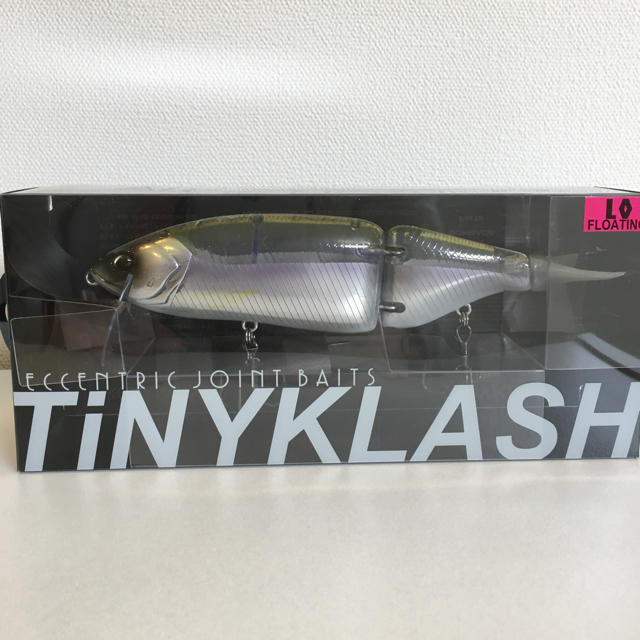 LO
FLOATING
ECCENTRIC JOINT BAITS
TiNYKLASH